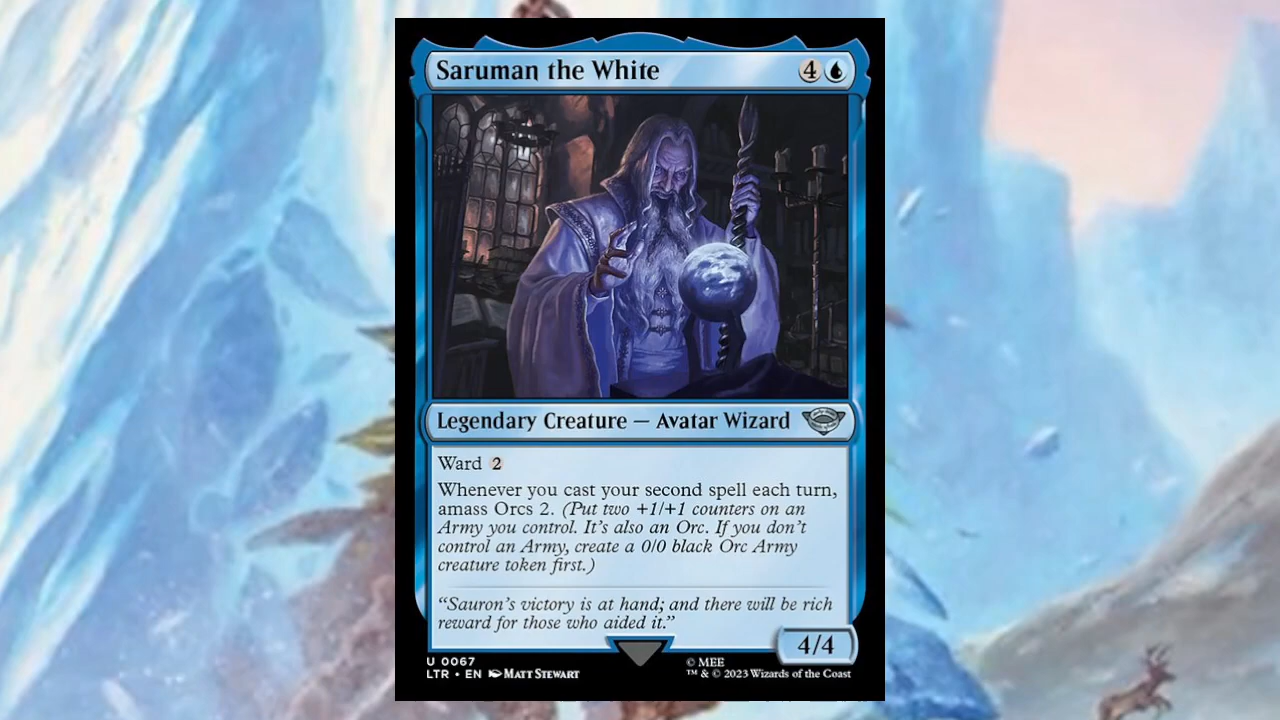 Saruman the White 4
Legendary Creature — Avatar Wizard
Ward 2
Whenever you cast your second spell each turn,
amass Orcs 2. (Put two +1/+1 counters on an
Army you control. It's also an Orc. If you don't
control an Army, create a 0/0 black Orc Army
creature token first.)
“Sauron's victory is at hand; and there will be rich
reward for those who aided it.”
4/4
U 0067
LTR • EN MATT STEWART
© MEE
™ & © 2023 Wizards of the Coast